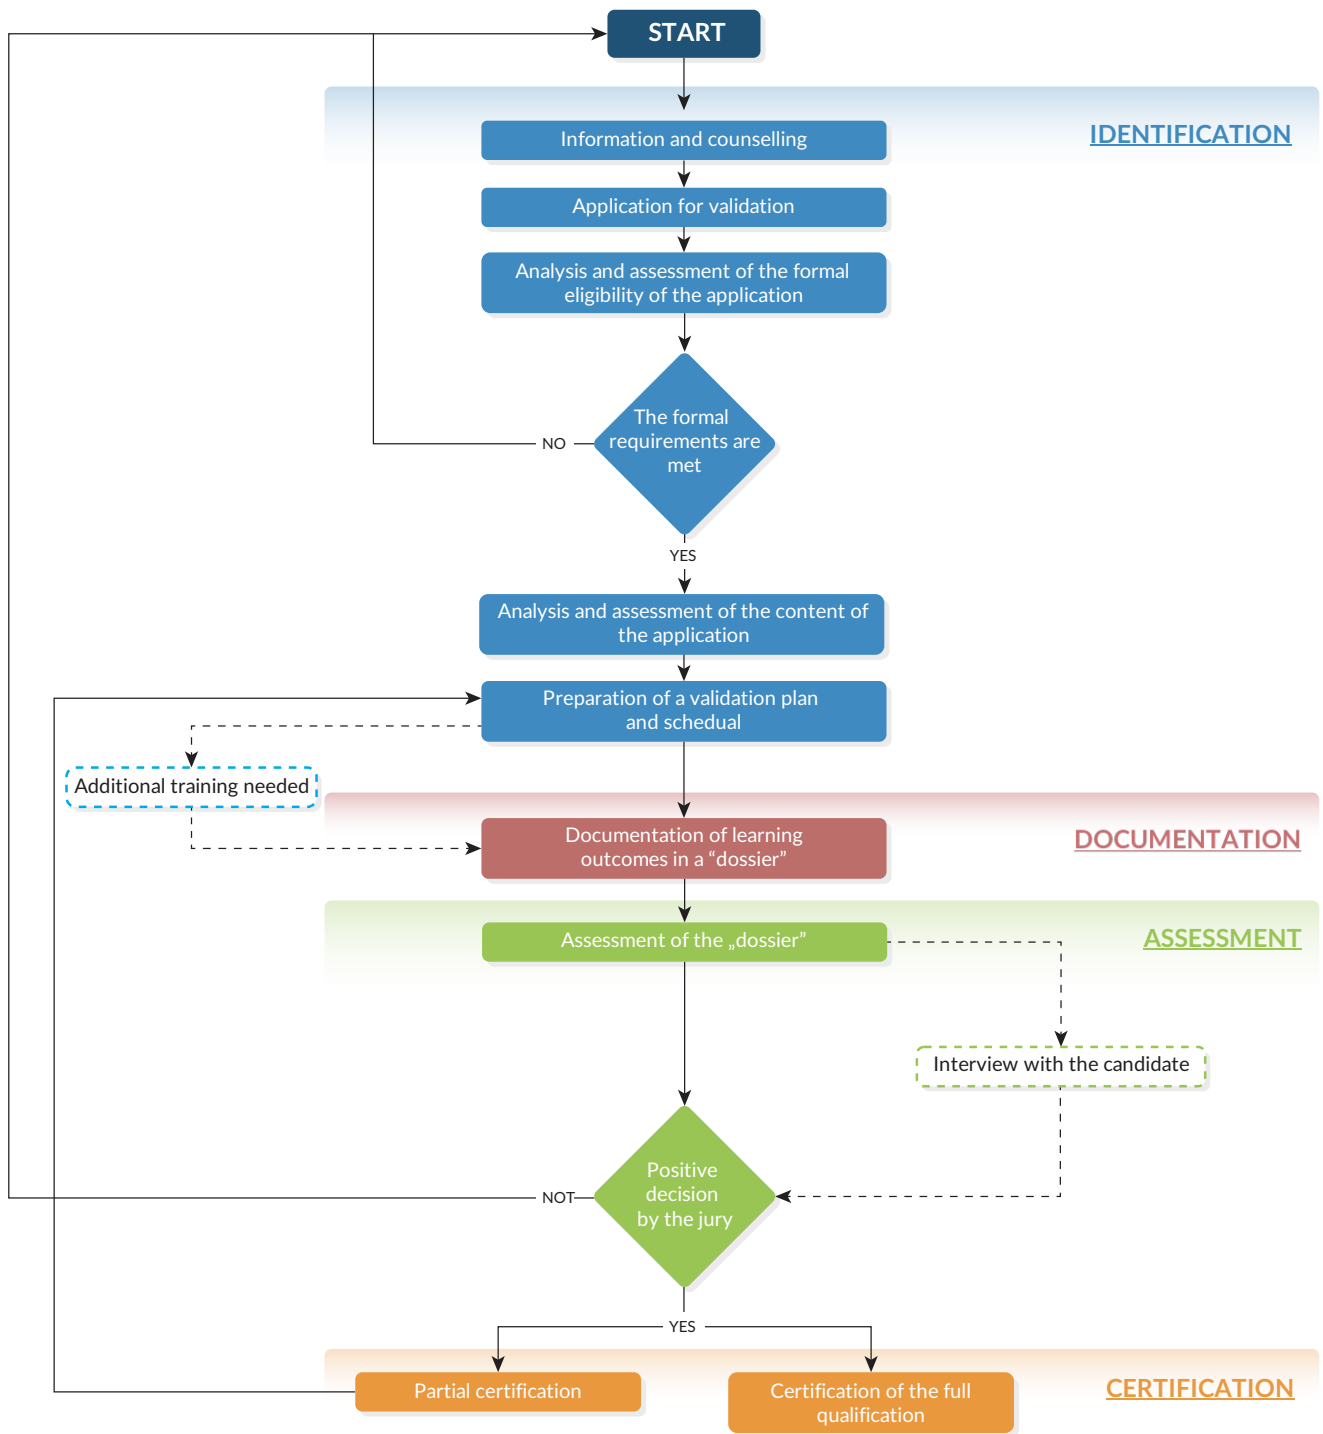 START
IDENTIFICATION
Information and counselling
Application for validation
Analysis and assessment of the formal
eligibility of the application
The formal
requirements are
met
NO
YES
Analysis and assessment of the content of
the application
Preparation of a validation plan
and schedual
Additional training needed
DOCUMENTATION
Documentation of learning
outcomes in a “dossier”
ASSESSMENT
Assessment of the „dossier”
Interview with the candidate
Positive
decision
by the jury
NOT
YES
CERTIFICATION
Partial certification
Certification of the full
qualification